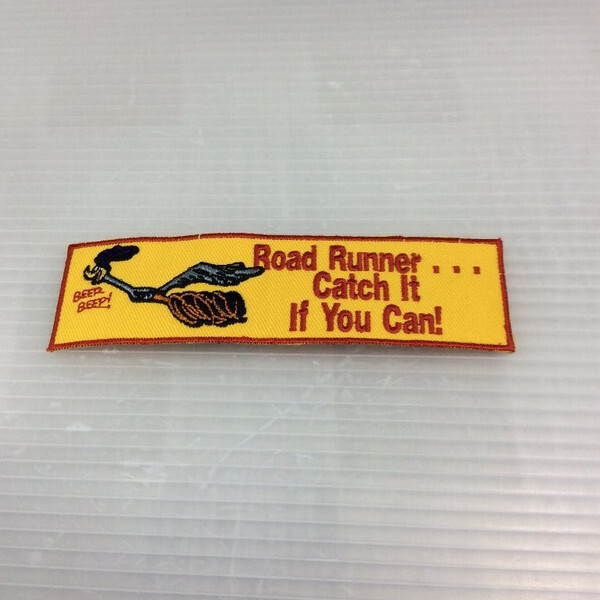 BEEP
BEEP!
Road Runner...
Catch It
If You Can!